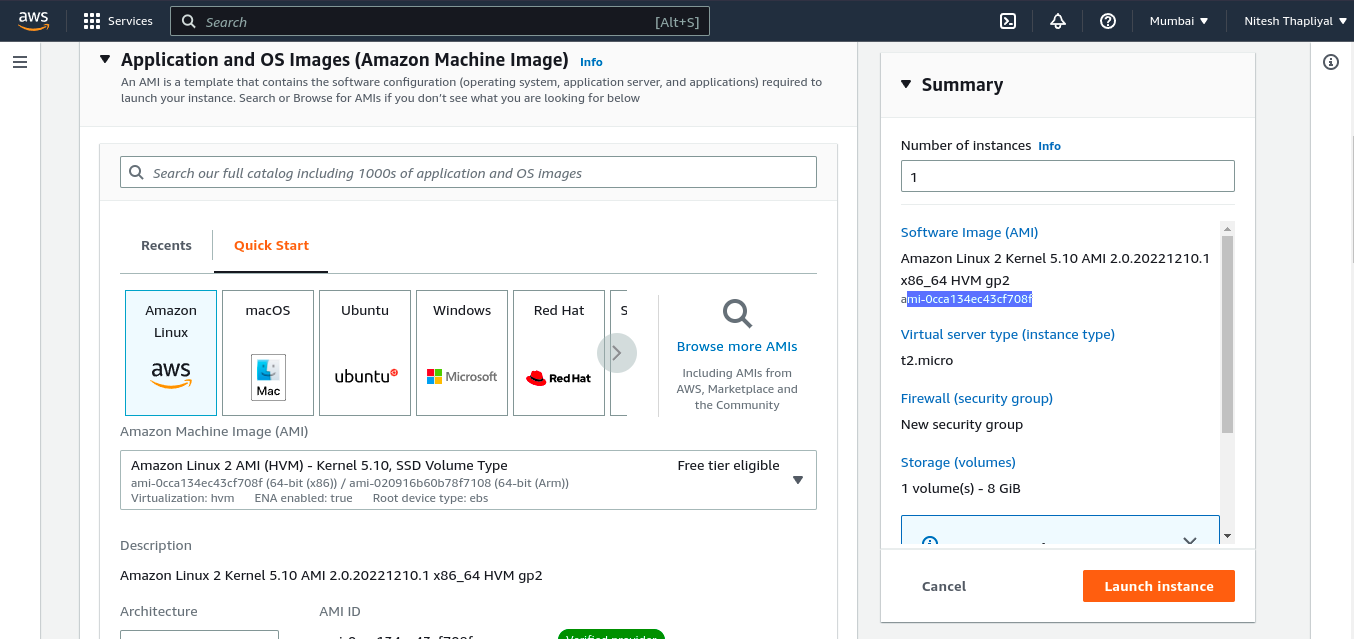 aws
Services
Search
[Alt+S]
Mumbai
Nitesh Thapliyal
Application and OS Images (Amazon Machine Image) Info
An AMI is a template that contains the software configuration (operating system, application server, and applications) required to
launch your instance. Search or Browse for AMIs if you don't see what you are looking for below
Search our full catalog including 1000s of application and OS images
Recents
Quick Start
Amazon
Linux
aws
macOS
Mac
Ubuntu
ubuntu
Windows
Microsoft
Red Hat
Red Hat
S
Browse more AMIs
Including AMIs from
AWS, Marketplace and
the Community
Amazon Machine Image (AMI)
Amazon Linux 2 AMI (HVM) - Kernel 5.10, SSD Volume Type
Free tier eligible
ami-0cca134ec43cf708f (64-bit (x86)) / ami-020916b60b78f7108 (64-bit (Arm))
Virtualization: hvm ENA enabled: true Root device type: ebs
Description
Amazon Linux 2 Kernel 5.10 AMI 2.0.20221210.1 x86_64 HVM gp2
Architecture
AMI ID
ami-0cca134ec43cf708f
Verified provider
Summary
Number of instances Info
1
Software Image (AMI)
Amazon Linux 2 Kernel 5.10 AMI 2.0.20221210.1
x86_64 HVM gp2
ami-0cca134ec43cf708f
Virtual server type (instance type)
t2.micro
Firewall (security group)
New security group
Storage (volumes)
1 volume(s) - 8 GiB
Cancel
Launch instance